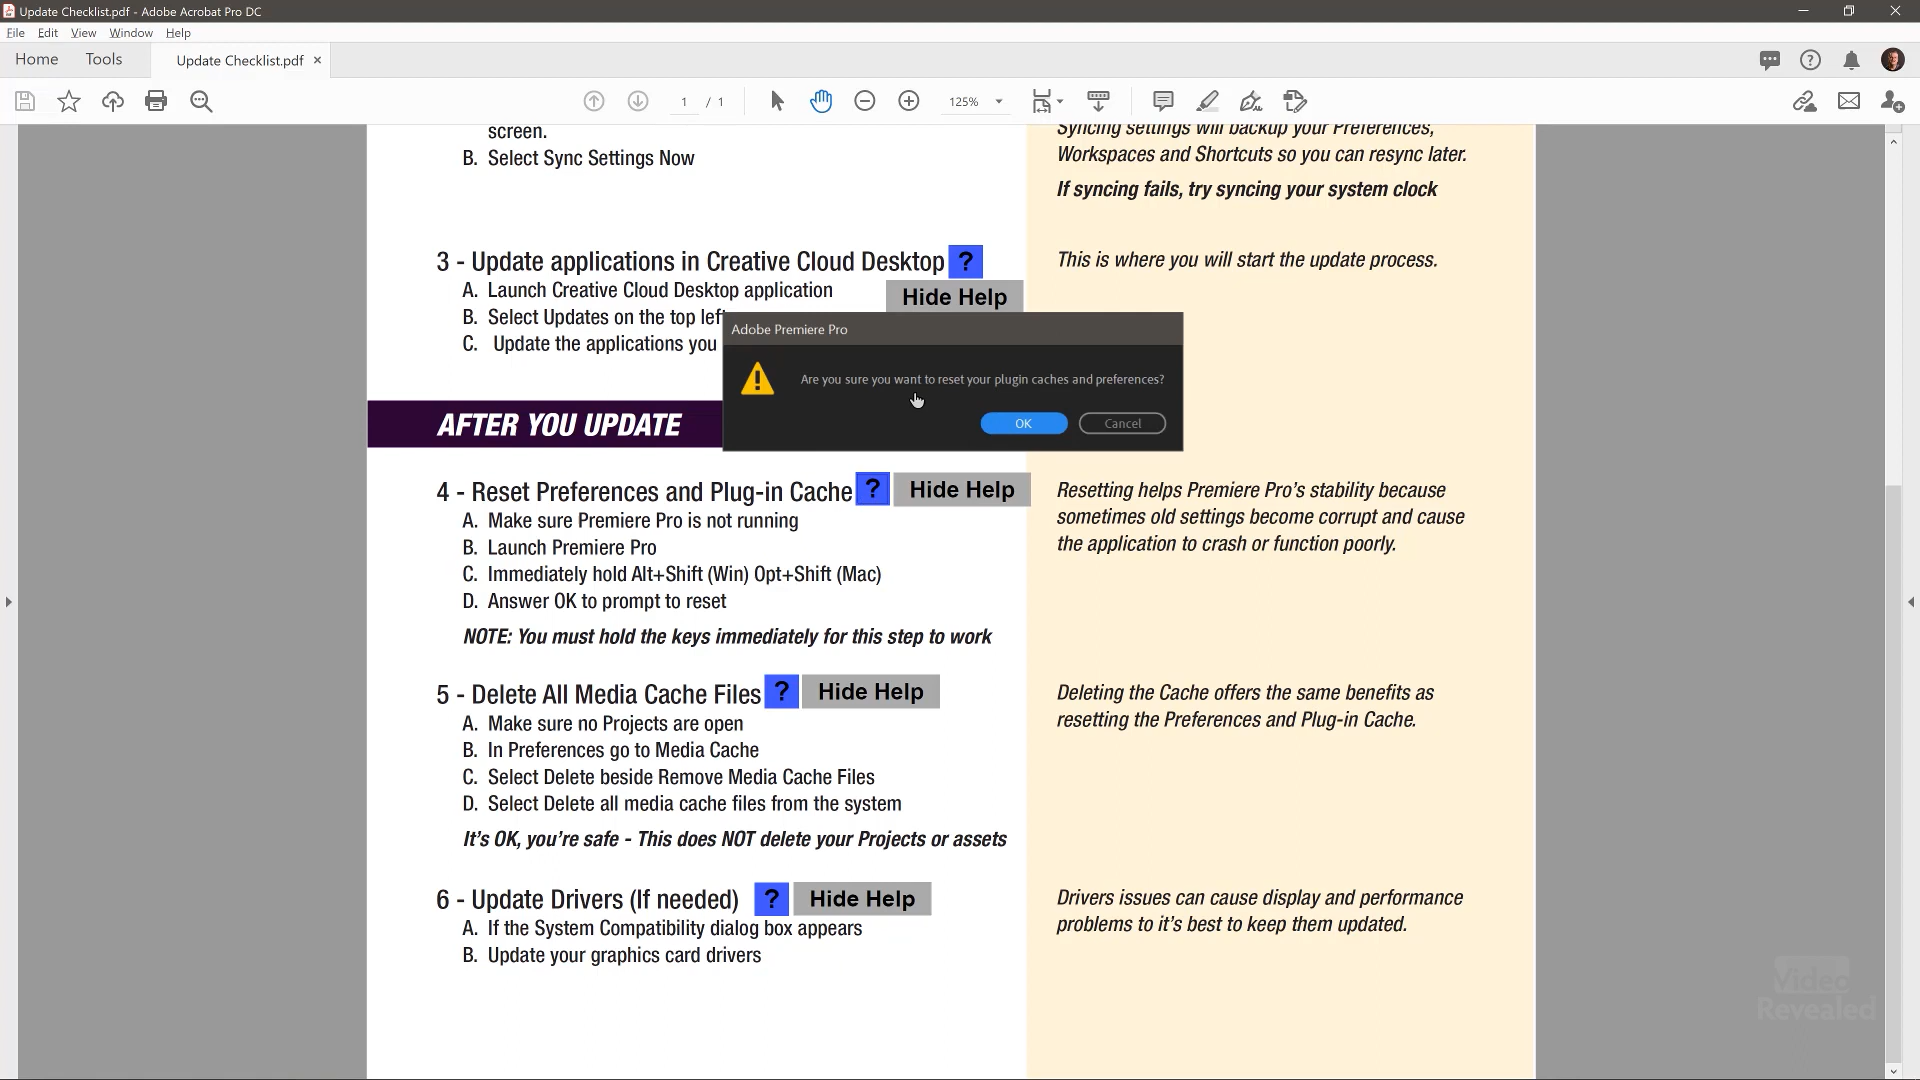 Update Checklist.pdf - Adobe Acrobat Pro DC
File Edit View Window Help
Home Tools Update Checklist.pdf ×
1 / 1 125%
screen.
B. Select Sync Settings Now
Syncing settings will backup your Preferences,
Workspaces and Shortcuts so you can resync later.
If syncing fails, try syncing your system clock
3 - Update applications in Creative Cloud Desktop ?
This is where you will start the update process.
A. Launch Creative Cloud Desktop application
Hide Help
B. Select Updates on the top left
C. Update the applications you
Adobe Premiere Pro
Are you sure you want to reset your plugin caches and preferences?
OK Cancel
AFTER YOU UPDATE
4 - Reset Preferences and Plug-in Cache ? Hide Help
A. Make sure Premiere Pro is not running
B. Launch Premiere Pro
C. Immediately hold Alt+Shift (Win) Opt+Shift (Mac)
D. Answer OK to prompt to reset
NOTE: You must hold the keys immediately for this step to work
Resetting helps Premiere Pro's stability because
sometimes old settings become corrupt and cause
the application to crash or function poorly.
5 - Delete All Media Cache Files ? Hide Help
A. Make sure no Projects are open
B. In Preferences go to Media Cache
C. Select Delete beside Remove Media Cache Files
D. Select Delete all media cache files from the system
It's OK, you're safe - This does NOT delete your Projects or assets
Deleting the Cache offers the same benefits as
resetting the Preferences and Plug-in Cache.
6 - Update Drivers (If needed) ? Hide Help
A. If the System Compatibility dialog box appears
B. Update your graphics card drivers
Drivers issues can cause display and performance
problems to it's best to keep them updated.
Video
Revealed